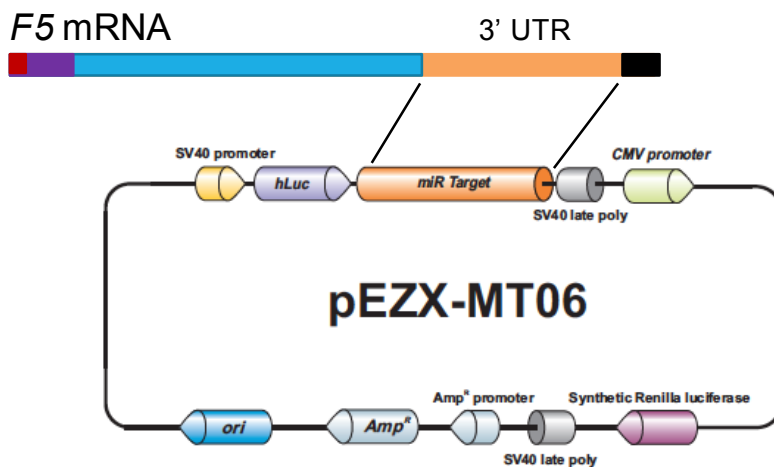 F5 mRNA
3' UTR
SV40 promoter
hLuc
miR Target
SV40 late poly
CMV promoter
pEZX-MT06
ori
Amp^R
Amp^R promoter
SV40 late poly
Synthetic Renilla luciferase